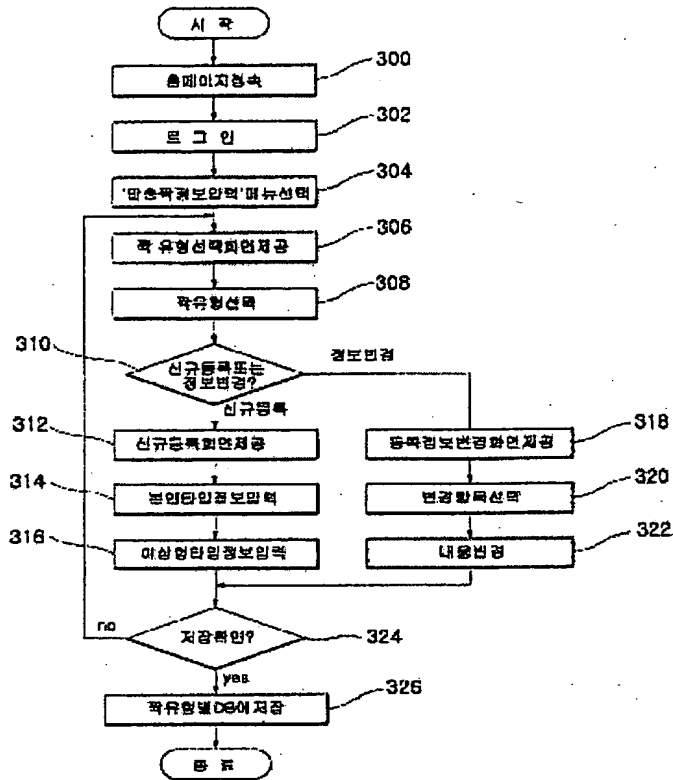 시 작
홈페이지접속
300
로 그 인
302
'맞춤짝정보입력'메뉴선택
304
짝 유형선택화면제공
306
짝유형선택
308
310
신규등록또는
정보변경?
정보변경
신규등록
312
신규등록화면제공
등록정보변경화면제공
318
314
본인타입정보입력
변경항목선택
320
316
이상형타입정보입력
내용변경
322
no
저장확인?
324
yes
짝유형별DB에저장
326
종 료